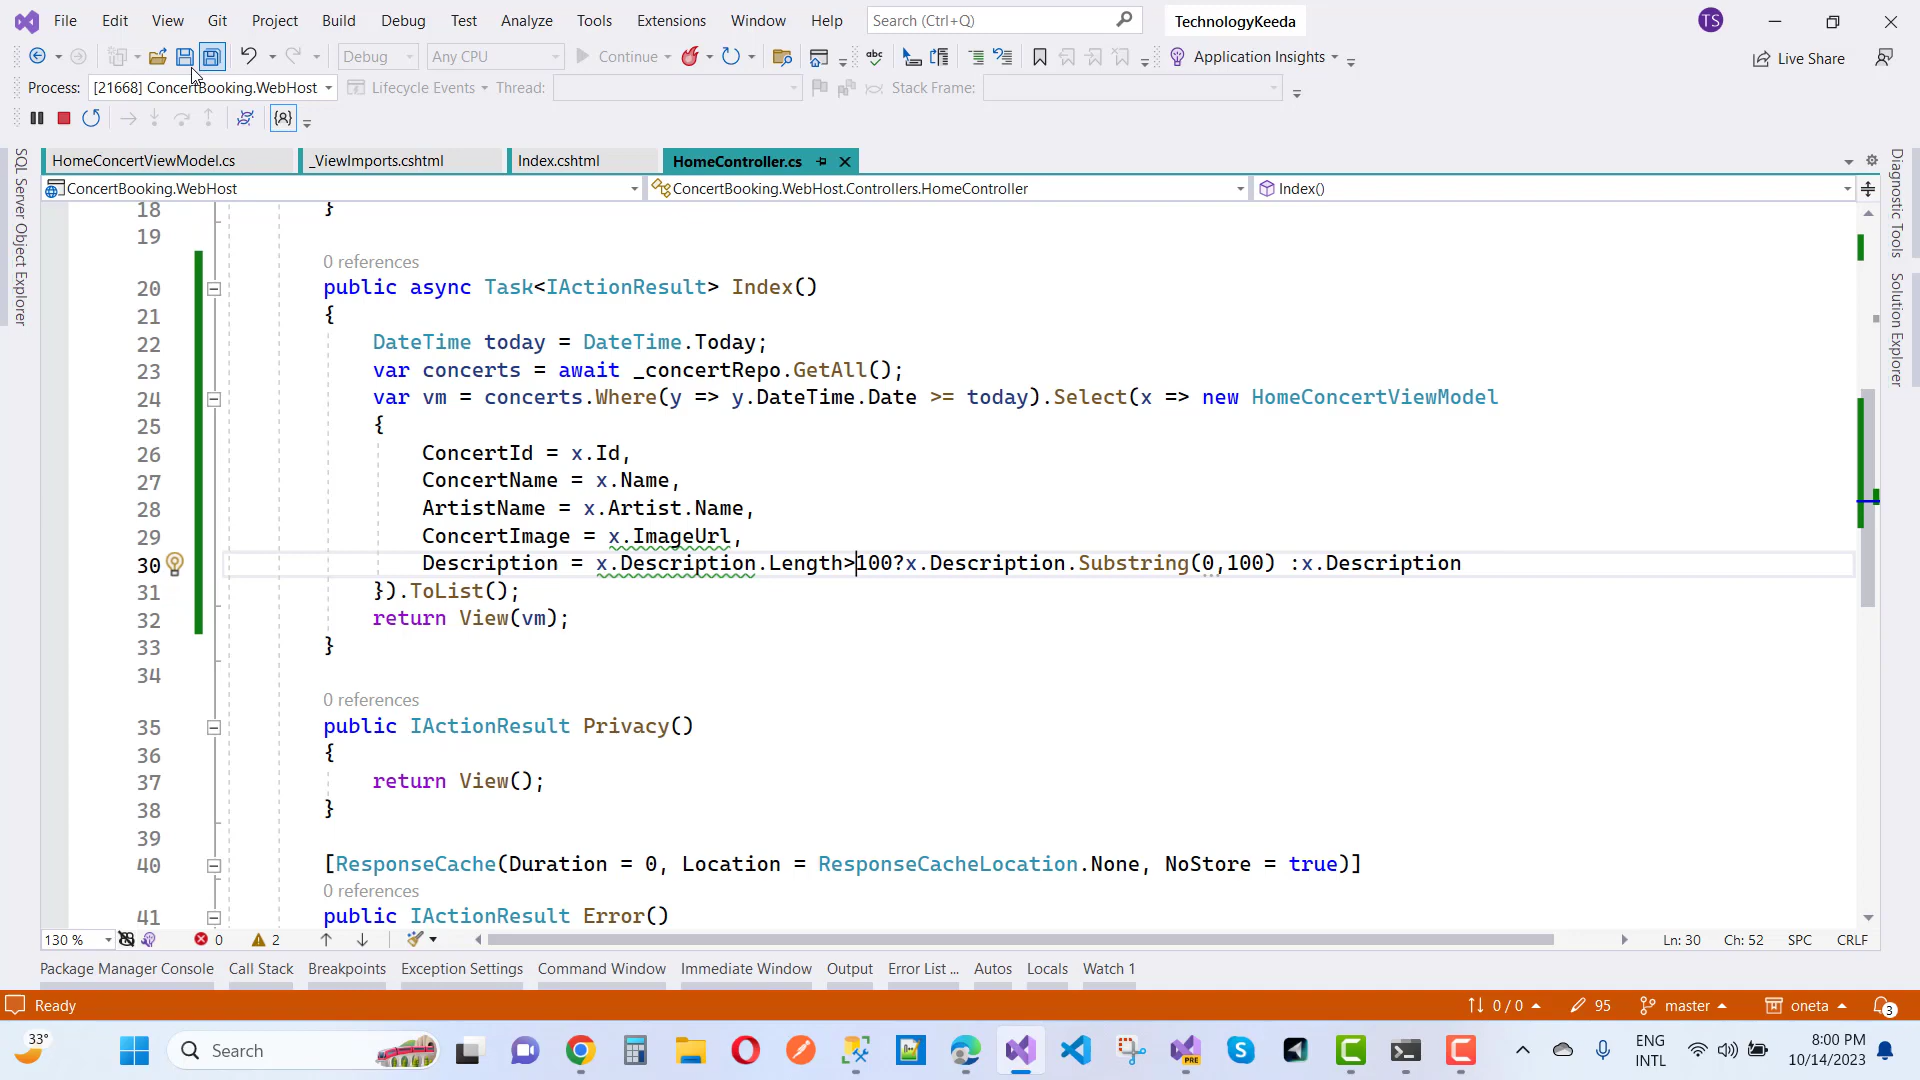 File Edit View Git Project Build Debug Test Analyze Tools Extensions Window Help Search (Ctrl+Q) TechnologyKeeda TS
Debug Any CPU Continue abc Application Insights Live Share
Process: [21668] ConcertBooking.WebHost Lifecycle Events Thread: Stack Frame:
SQL Server Object Explorer
HomeConcertViewModel.cs _ViewImports.cshtml Index.cshtml HomeController.cs
ConcertBooking.WebHost ConcertBooking.WebHost.Controllers.HomeController Index()
Diagnostic Tools
Solution Explorer
18 }
19
0 references
20 public async Task<IActionResult> Index()
21 {
22 DateTime today = DateTime.Today;
23 var concerts = await _concertRepo.GetAll();
24 var vm = concerts.Where(y => y.DateTime.Date >= today).Select(x => new HomeConcertViewModel
25 {
26 ConcertId = x.Id,
27 ConcertName = x.Name,
28 ArtistName = x.Artist.Name,
29 ConcertImage = x.ImageUrl,
30 Description = x.Description.Length>100?x.Description.Substring(0,100) :x.Description
31 }).ToList();
32 return View(vm);
33 }
34
0 references
35 public IActionResult Privacy()
36 {
37 return View();
38 }
39
40 [ResponseCache(Duration = 0, Location = ResponseCacheLocation.None, NoStore = true)]
0 references
41 public IActionResult Error()
130 % 0 2 Ln: 30 Ch: 52 SPC CRLF
Package Manager Console Call Stack Breakpoints Exception Settings Command Window Immediate Window Output Error List ... Autos Locals Watch 1
Ready 0 / 0 95 master oneta 3
33° Search PRE ENG INTL 8:00 PM
10/14/2023